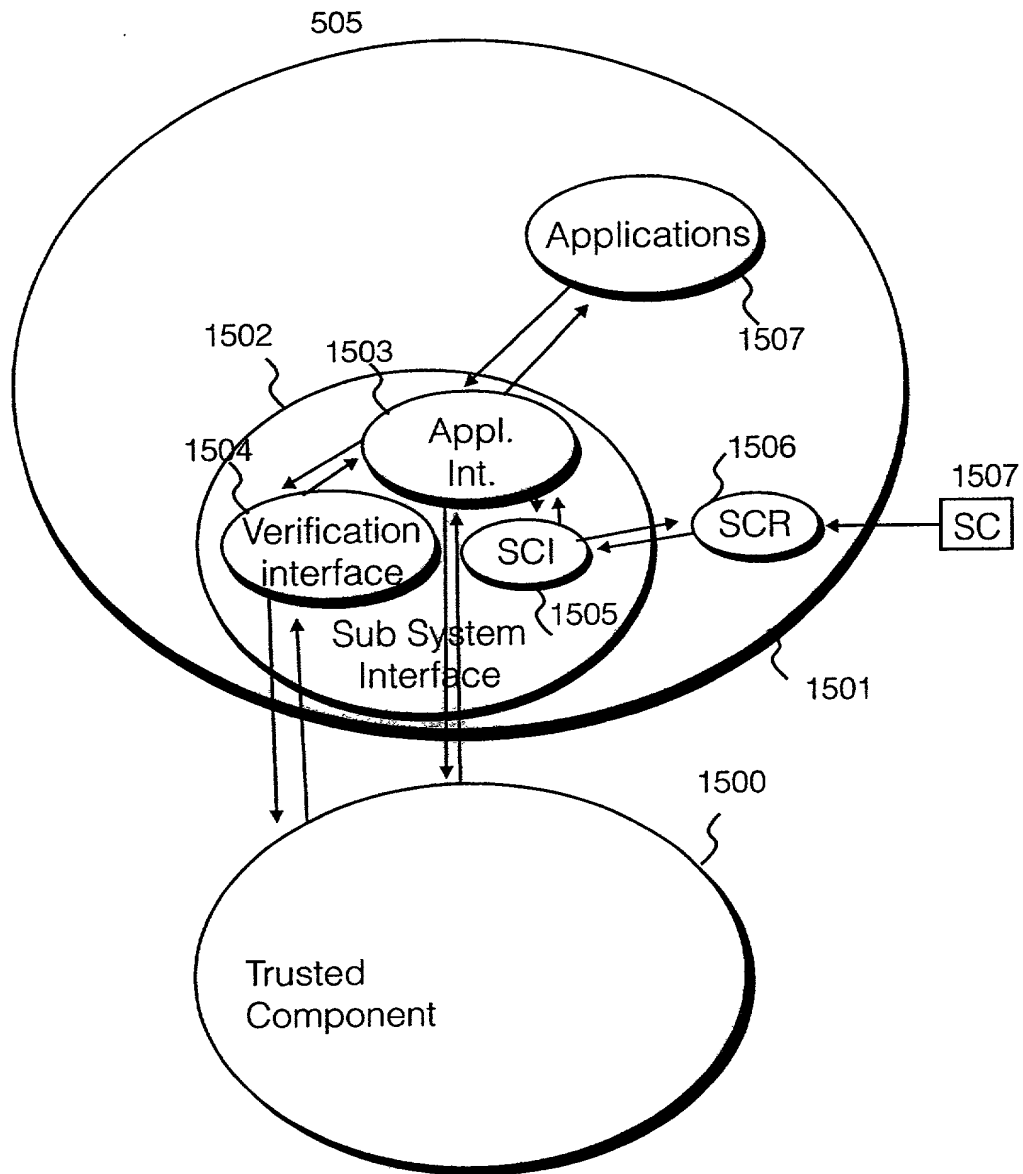 505
Applications
1507
1502
1503
Appl.
Int.
1504
Verification
interface
SCI
1505
1506
SCR
1507
SC
Sub System
Interface
1501
1500
Trusted
Component